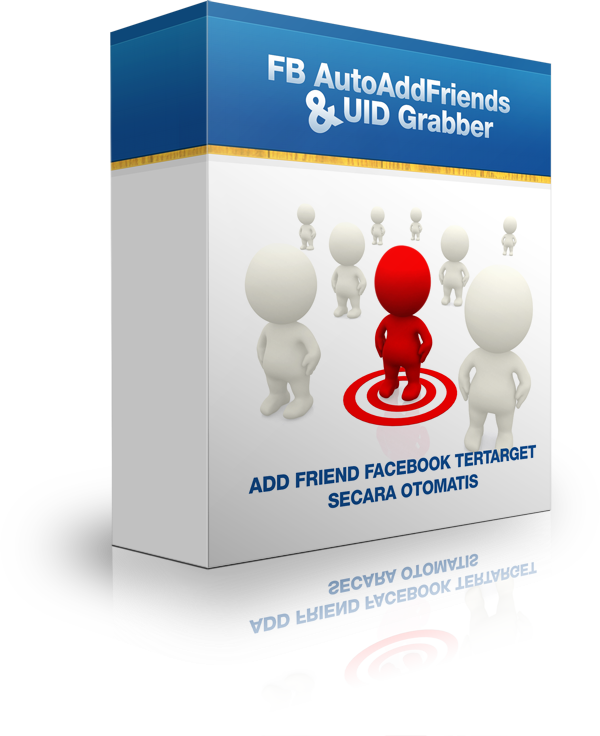 FB AutoAddFriends
& UID Grabber
ADD FRIEND FACEBOOK TERTARGET
SECARA OTOMATIS